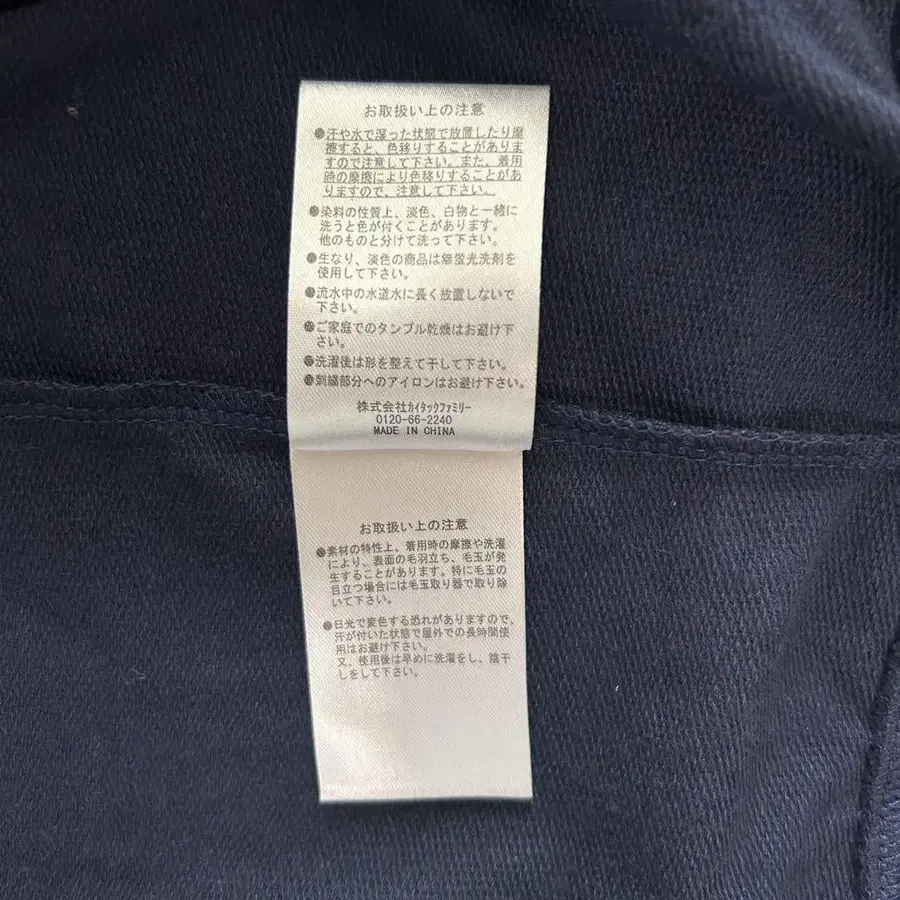 お取扱い上の注意
●汗や水で湿った状態で放置したり摩
擦すると、色移りすることがありま
すので注意して下さい。また、着用
時の摩擦により色移りすることがあ
りますので、注意して下さい。
●染料の性質上、淡色、白物と一緒に
洗うと色が付くことがあります。
他のものと分けて洗って下さい。
●生なり、淡色の商品は無蛍光洗剤を
使用して下さい。
●流水中の水道水に長く放置しないで
下さい。
●ご家庭でのタンブル乾燥はお避け下
さい。
●洗濯後は形を整えて干して下さい。
●刺繍部分へのアイロンはお避け下さい。
株式会社カイタックファミリー
0120-66-2240
MADE IN CHINA
お取扱い上の注意
●素材の特性上、着用時の摩擦や洗濯
により、表面の毛羽立ち、毛玉が発
生することがあります。特に毛玉の
目立つ場合には毛玉取り器で取り除
いて下さい。
●日光で変色する恐れがありますので、
汗が付いた状態で屋外での長時間使
用はお避け下さい。
又、使用後は早めに洗濯をし、陰干
しをして下さい。